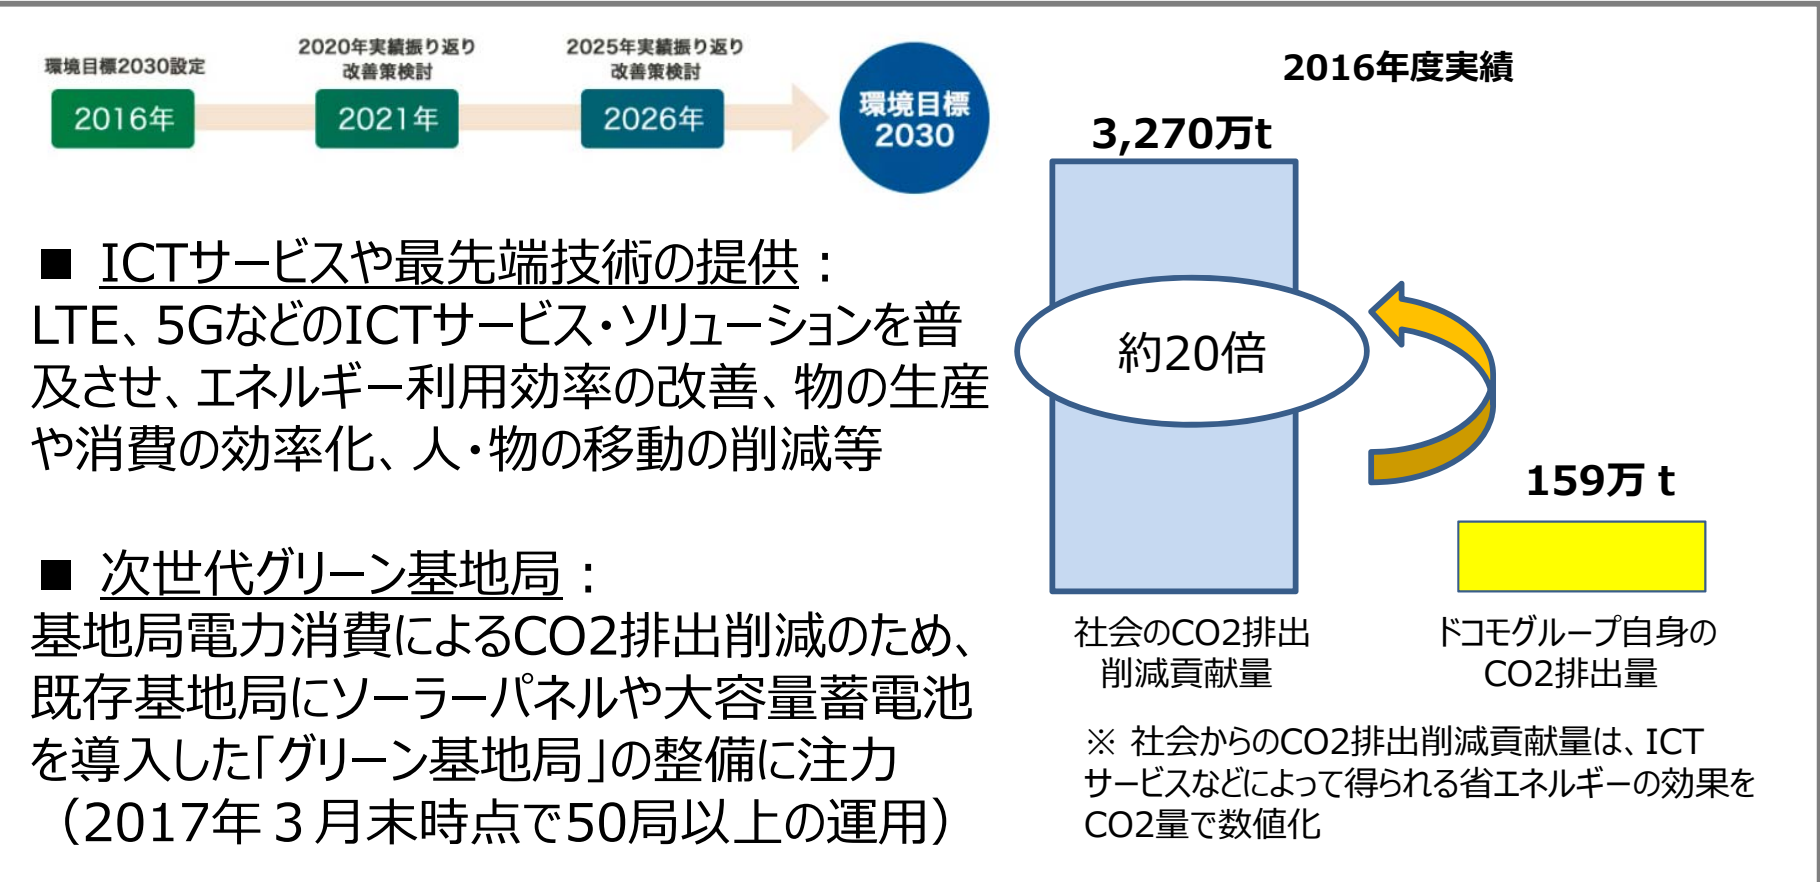 環境目標2030設定
2016年
2020年実績振り返り
改善策検討
2021年
2025年実績振り返り
改善策検討
2026年
環境目標
2030
■ ICTサービスや最先端技術の提供：
LTE、5GなどのICTサービス・ソリューションを普
及させ、エネルギー利用効率の改善、物の生産
や消費の効率化、人・物の移動の削減等
■ 次世代グリーン基地局：
基地局電力消費によるCO2排出削減のため、
既存基地局にソーラーパネルや大容量蓄電池
を導入した「グリーン基地局」の整備に注力
（2017年３月末時点で50局以上の運用）
2016年度実績
3,270万t
約20倍
159万 t
社会のCO2排出
削減貢献量
ドコモグループ自身の
CO2排出量
※ 社会からのCO2排出削減貢献量は、ICT
サービスなどによって得られる省エネルギーの効果を
CO2量で数値化